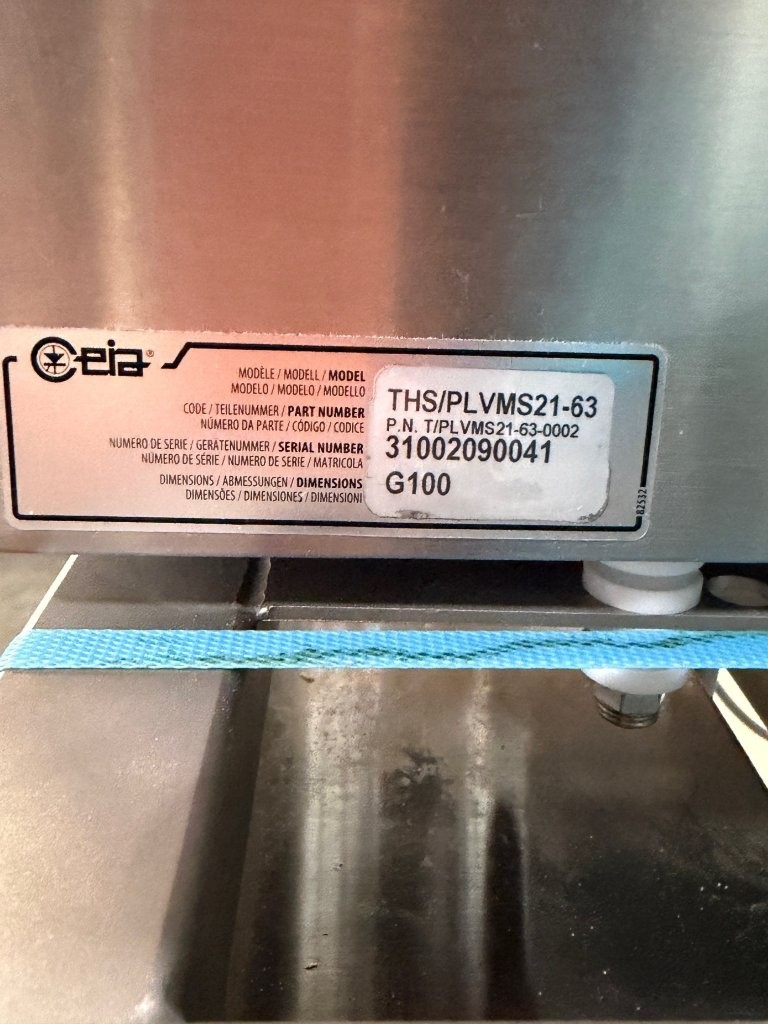 Ceia®
MODÈLE / MODELL / MODEL
MODELO / MODELO / MODELLO
THS/PLVMS21-63
CODE / TEILENUMMER / PART NUMBER
NÚMERO DA PARTE / CÓDIGO / CODICE
P.N. T/PLVMS21-63-0002
NÚMERO DE SERIE / GERÄTENUMMER / SERIAL NUMBER
NÚMERO DE SÉRIE / NUMERO DE SERIE / MATRICOLA
31002090041
DIMENSIONS / ABMESSUNGEN / DIMENSIONS
DIMENSÕES / DIMENSIONES / DIMENSIONI
G100
82532